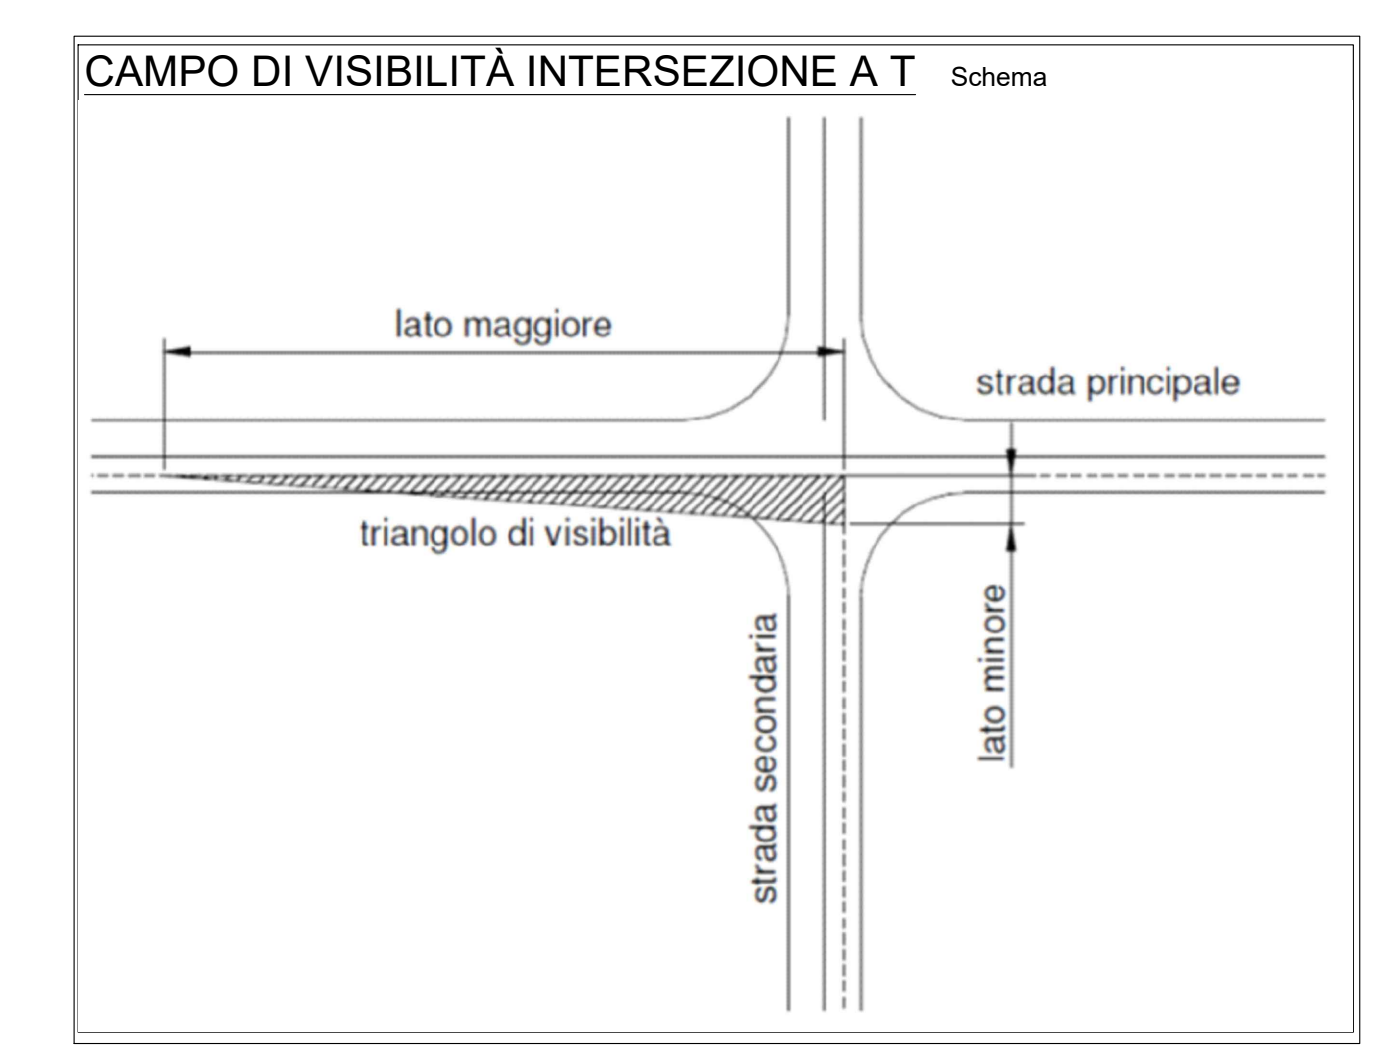 CAMPO DI VISIBILITÀ INTERSEZIONE A T Schema
lato maggiore
strada principale
triangolo di visibilità
strada secondaria
lato minore